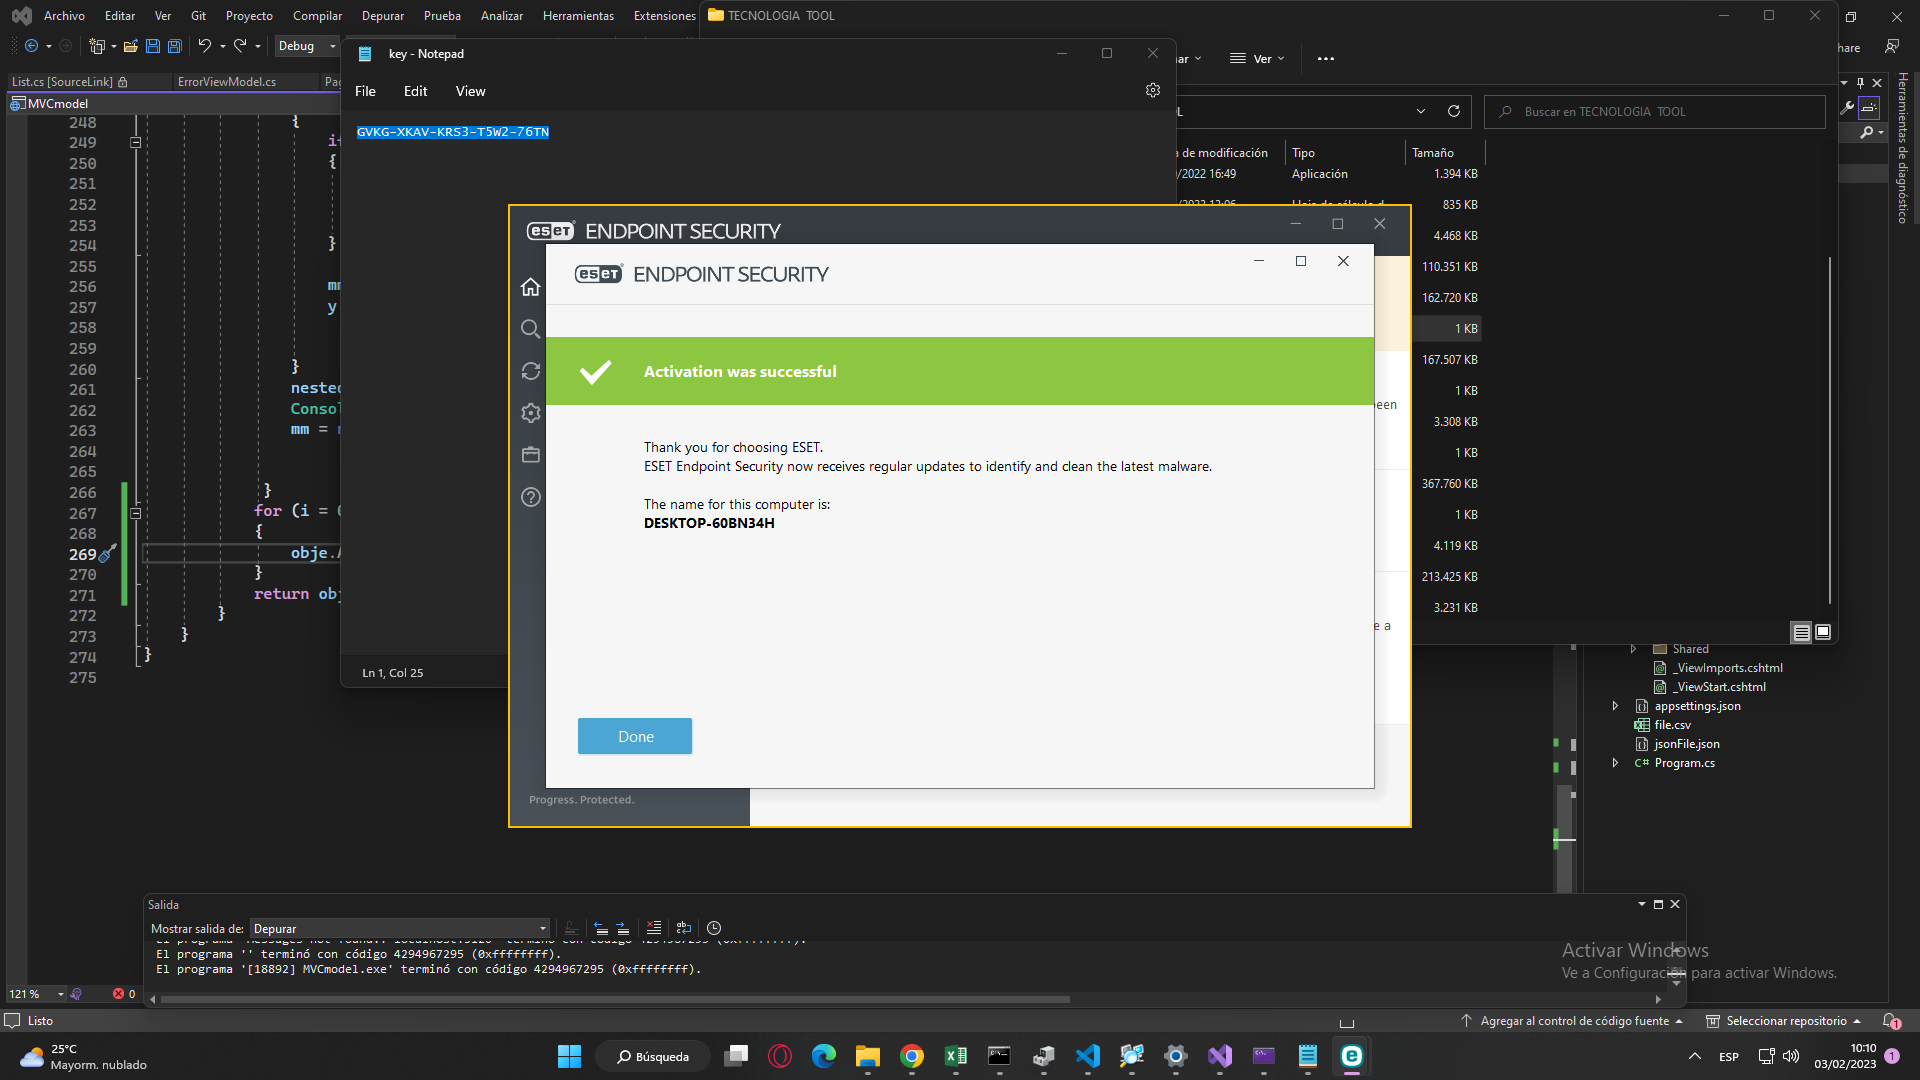 Archivo Editar Ver Git Proyecto Compilar Depurar Prueba Analizar Herramientas Extensiones
TECNOLOGIA TOOL
Debug
key - Notepad
Ver
List.cs [SourceLink] ErrorViewModel.cs
File Edit View
Buscar en TECNOLOGIA TOOL
MVCmodel
GVKG-XKAV-KRS3-T5W2-76TN
de modificación Tipo Tamaño
/2022 16:49 Aplicación 1.394 KB
835 KB
4.468 KB
110.351 KB
162.720 KB
1 KB
167.507 KB
1 KB
3.308 KB
1 KB
367.760 KB
1 KB
4.119 KB
213.425 KB
3.231 KB
Herramientas de diagnóstico
248 {
249
250 {
251
252
253
254 }
255
256
257 y
258
259
260 }
261
262
263 mm =
264
265
266 }
267 for (i =
268 {
269 obje.
270 }
271 return
272 }
273 }
274 }
275
Ln 1, Col 25
eset ENDPOINT SECURITY
eset ENDPOINT SECURITY
Activation was successful
Thank you for choosing ESET.
ESET Endpoint Security now receives regular updates to identify and clean the latest malware.
The name for this computer is:
DESKTOP-60BN34H
Done
Progress. Protected.
Shared
_ViewImports.cshtml
_ViewStart.cshtml
appsettings.json
file.csv
jsonFile.json
C# Program.cs
Salida
Mostrar salida de: Depurar
El programa '' terminó con código 4294967295 (0xffffffff).
El programa '[18892] MVCmodel.exe' terminó con código 4294967295 (0xffffffff).
Activar Windows
Ve a Configuración para activar Windows.
121 % 0
Listo
Agregar al control de código fuente Seleccionar repositorio 1
25°C
Mayorm. nublado
Búsqueda
ESP
10:10
03/02/2023
1